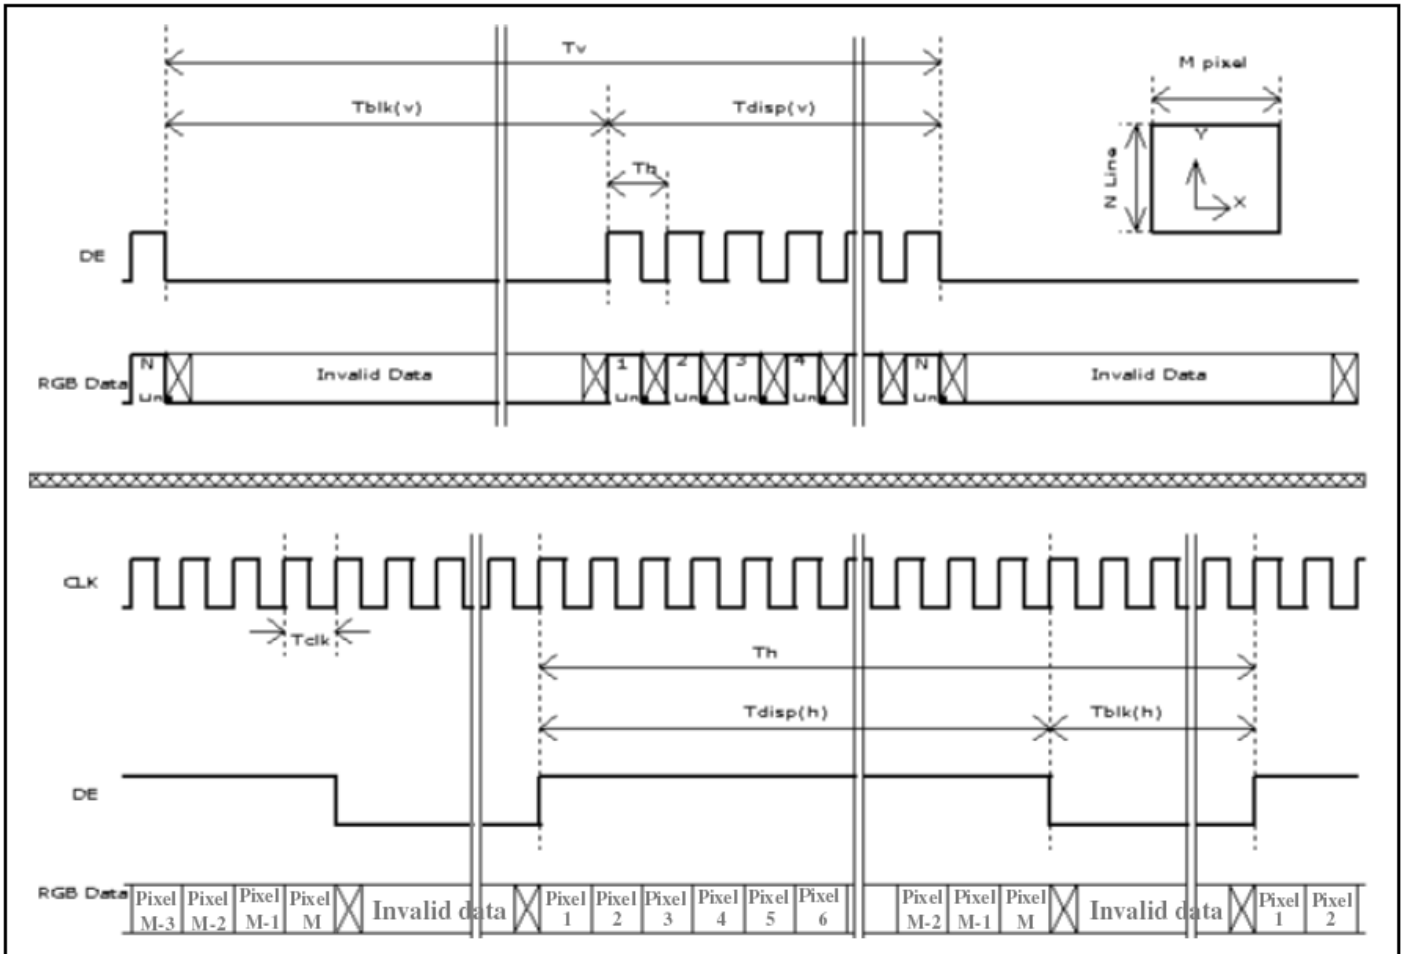 Tv
M pixel
Tblk(v)
Tdisp(v)
Th
N Line
Y
X
DE
RGB Data
N
Invalid Data
1
2
3
4
N
Invalid Data
CLK
Tclk
Th
Tdisp(h)
Tblk(h)
DE
RGB Data
Pixel M-3
Pixel M-2
Pixel M-1
Pixel M
Invalid data
Pixel 1
Pixel 2
Pixel 3
Pixel 4
Pixel 5
Pixel 6
Pixel M-2
Pixel M-1
Pixel M
Invalid data
Pixel 1
Pixel 2